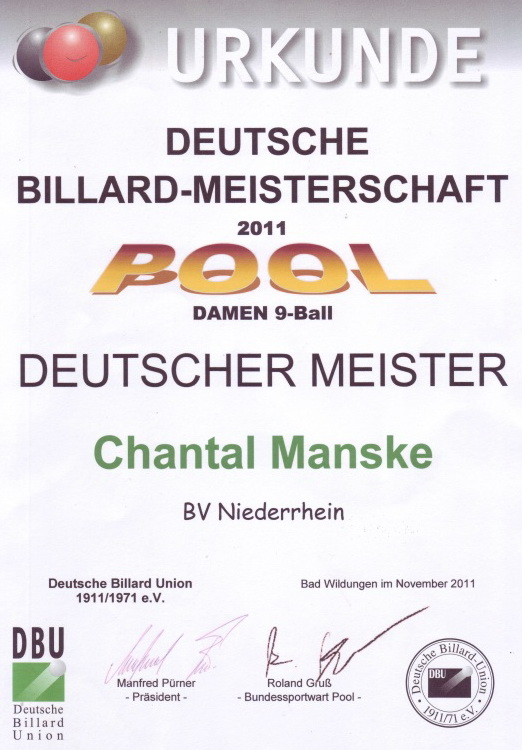 URKUNDE
DEUTSCHE
BILLARD-MEISTERSCHAFT
2011
POOL
DAMEN 9-Ball
DEUTSCHER MEISTER
Chantal Manske
BV Niederrhein
Deutsche Billard Union
1911/1971 e.V.
Bad Wildungen im November 2011
Manfred Pürner
- Präsident -
Roland Gruß
- Bundessportwart Pool -
DBU
Deutsche
Billard
Union
Deutsche Billard-Union
DBU
1911/71 e.V.